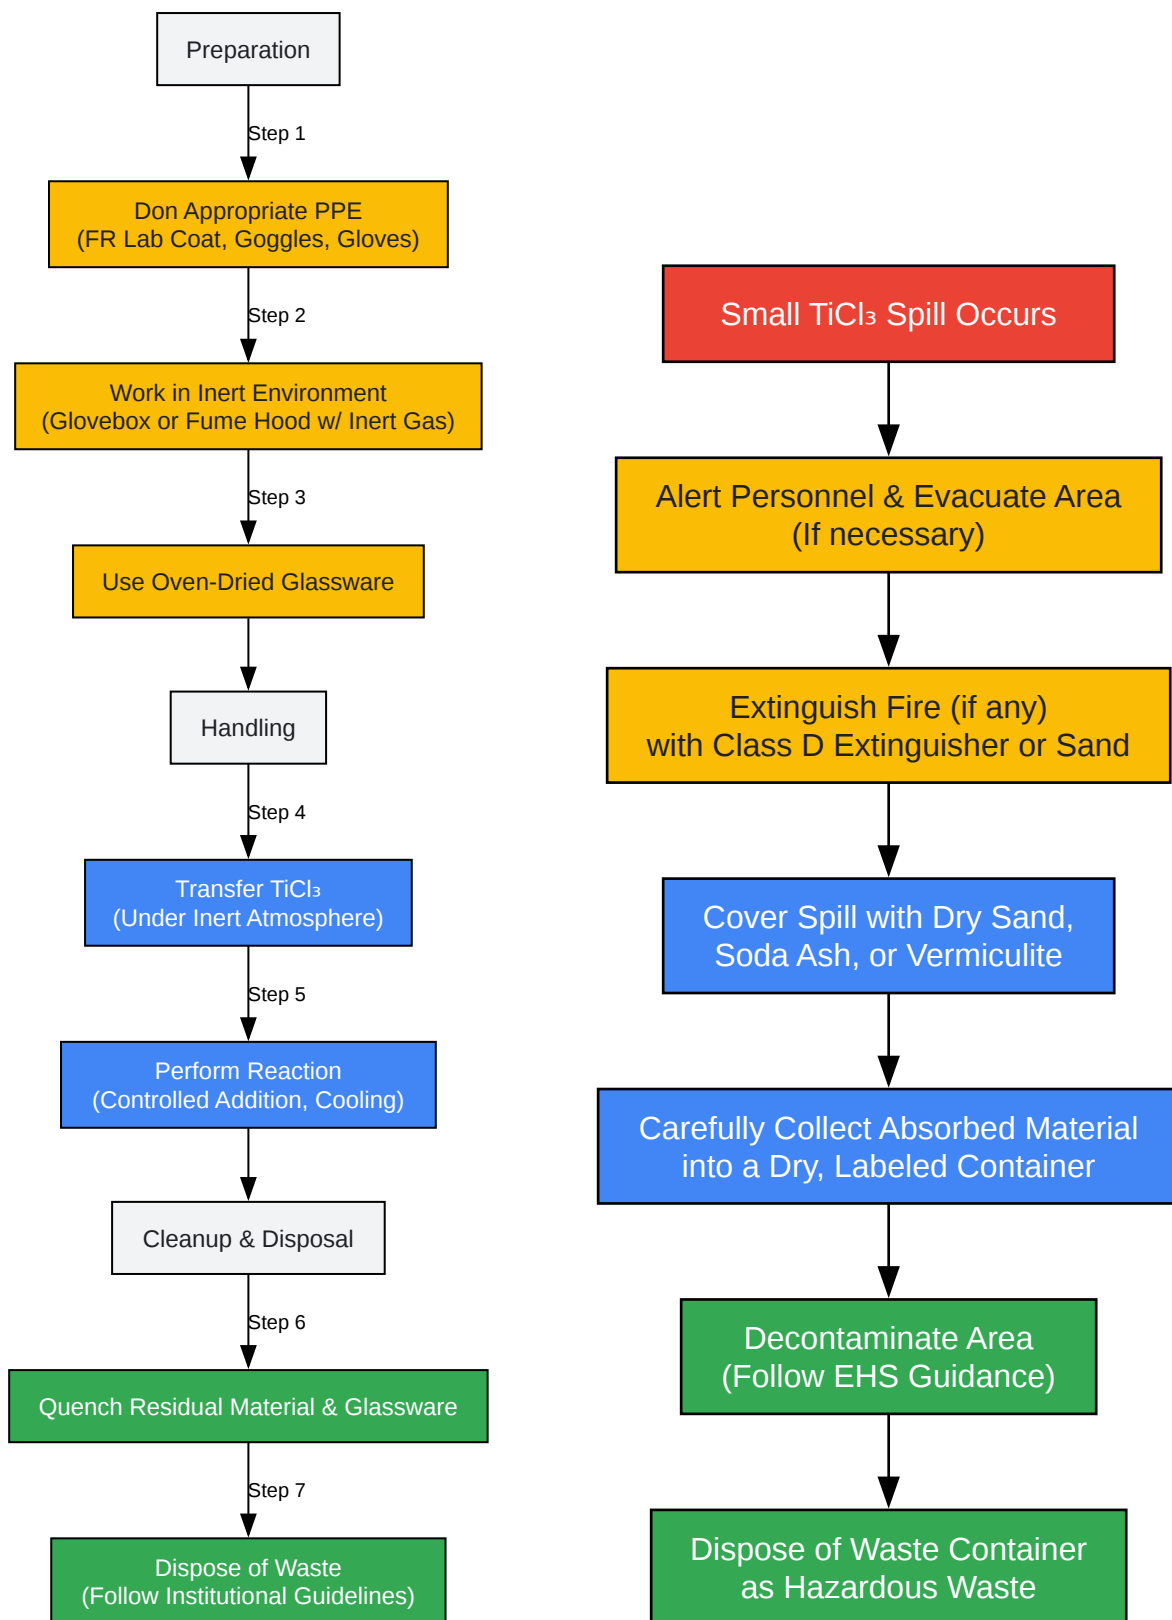 Preparation
Step 1
Don Appropriate PPE
(FR Lab Coat, Goggles, Gloves)
Step 2
Work in Inert Environment
(Glovebox or Fume Hood w/ Inert Gas)
Step 3
Use Oven-Dried Glassware
Handling
Step 4
Transfer TiCl₃
(Under Inert Atmosphere)
Step 5
Perform Reaction
(Controlled Addition, Cooling)
Cleanup & Disposal
Step 6
Quench Residual Material & Glassware
Step 7
Dispose of Waste
(Follow Institutional Guidelines)
Small TiCl₃ Spill Occurs
Alert Personnel & Evacuate Area
(If necessary)
Extinguish Fire (if any)
with Class D Extinguisher or Sand
Cover Spill with Dry Sand,
Soda Ash, or Vermiculite
Carefully Collect Absorbed Material
into a Dry, Labeled Container
Decontaminate Area
(Follow EHS Guidance)
Dispose of Waste Container
as Hazardous Waste